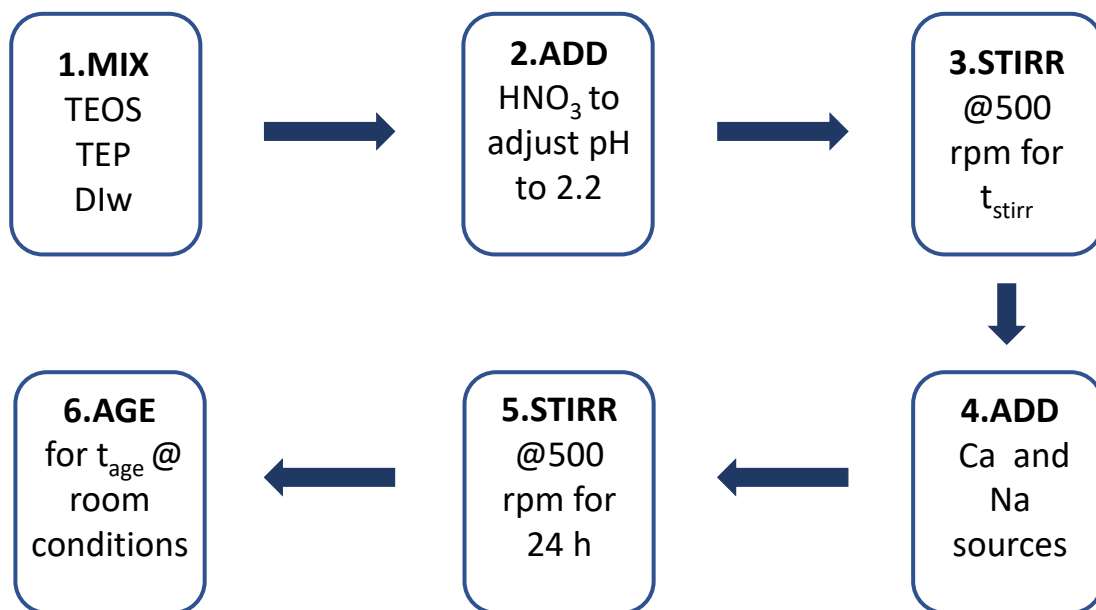 1.MIX
TEOS
TEP
DIw
2.ADD
HNO₃ to
adjust pH
to 2.2
3.STIRR
@500
rpm for
tstirr
4.ADD
Ca and
Na
sources
5.STIRR
@500
rpm for
24 h
6.AGE
for tage @
room
conditions